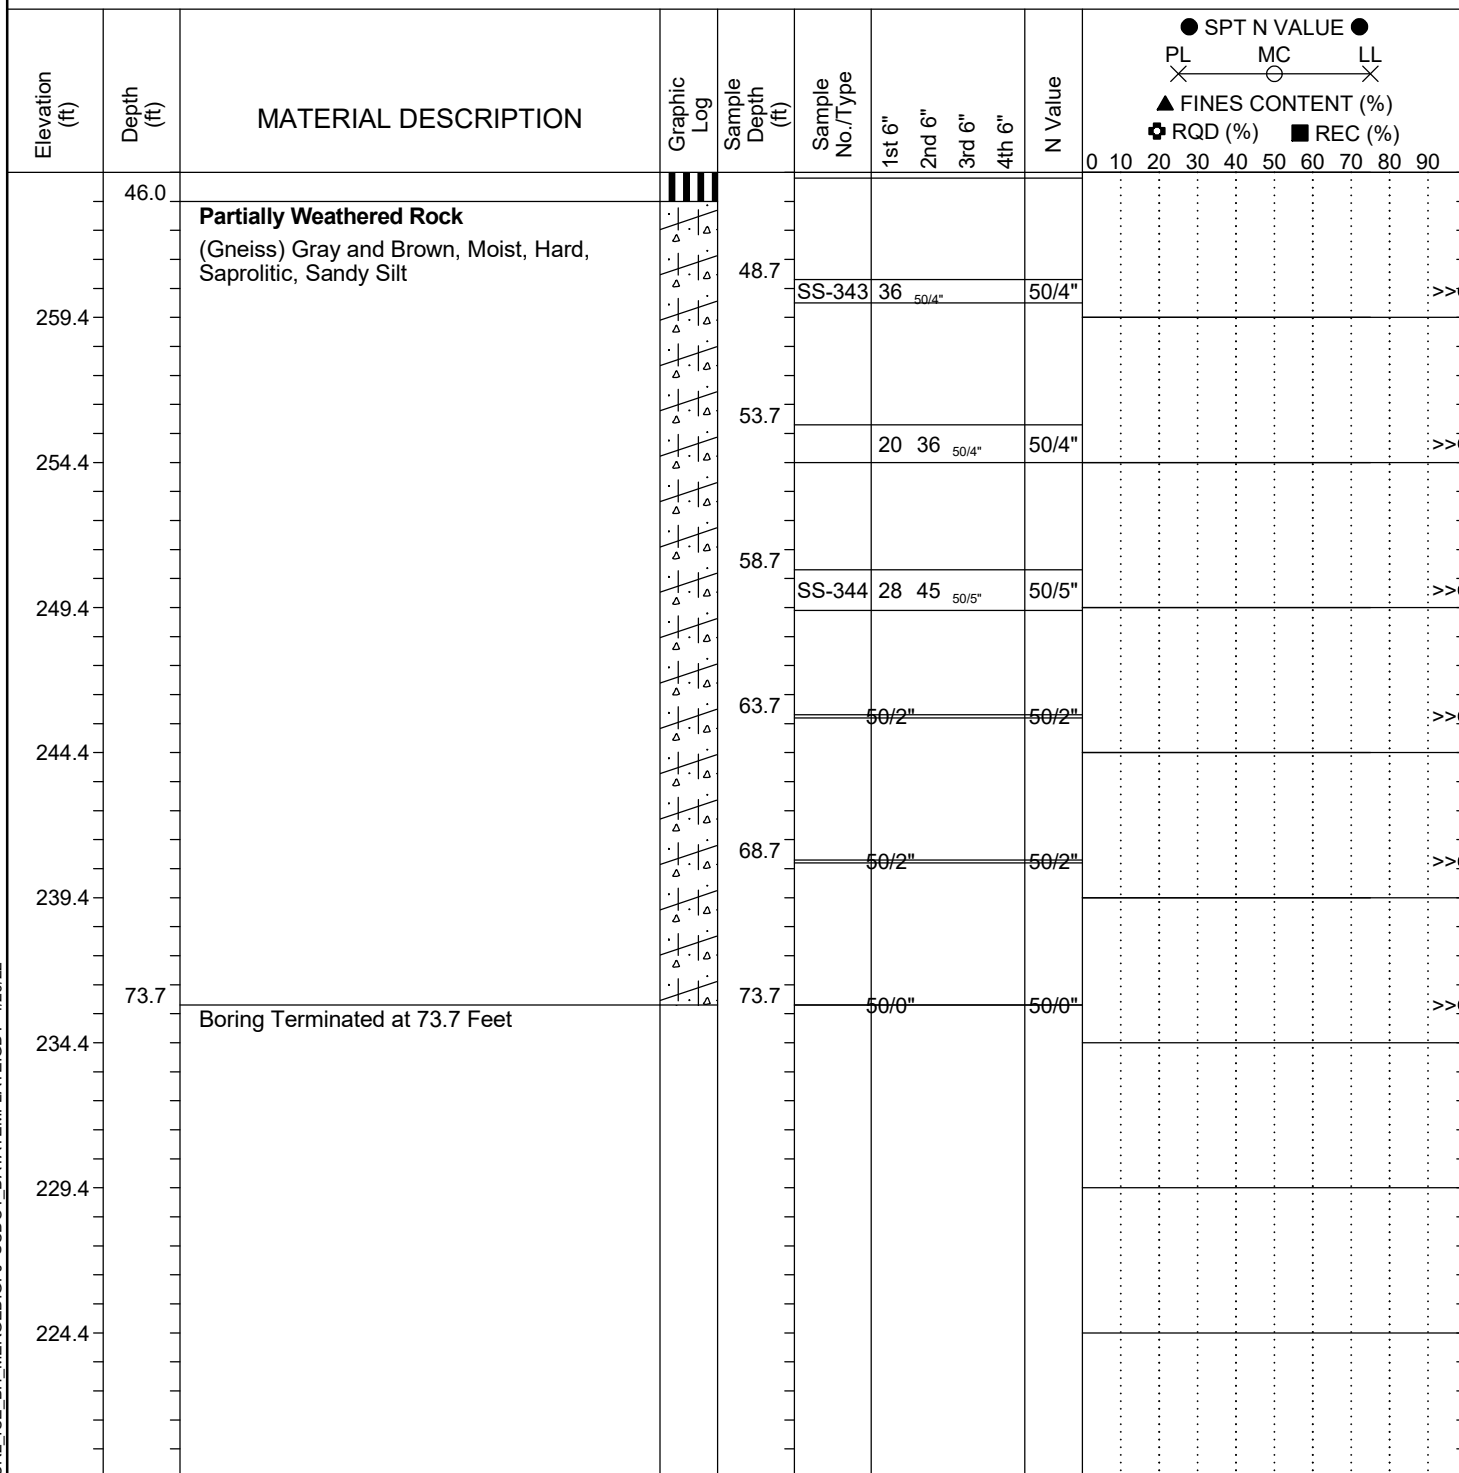 Elevation (ft)
Depth (ft)
MATERIAL DESCRIPTION
Graphic Log
Sample Depth (ft)
Sample No./Type
1st 6"
2nd 6"
3rd 6"
4th 6"
N Value
● SPT N VALUE ●
PL MC LL
▲ FINES CONTENT (%)
RQD (%) ■ REC (%)
0 10 20 30 40 50 60 70 80 90
46.0
Partially Weathered Rock
(Gneiss) Gray and Brown, Moist, Hard,
Saprolitic, Sandy Silt
48.7
SS-343 36 50/4" 50/4" >>
259.4
53.7
20 36 50/4" 50/4" >>
254.4
58.7
SS-344 28 45 50/5" 50/5" >>
249.4
63.7
50/2" 50/2" >>
244.4
68.7
50/2" 50/2" >>
239.4
73.7 73.7
50/0" 50/0" >>
Boring Terminated at 73.7 Feet
234.4
229.4
224.4